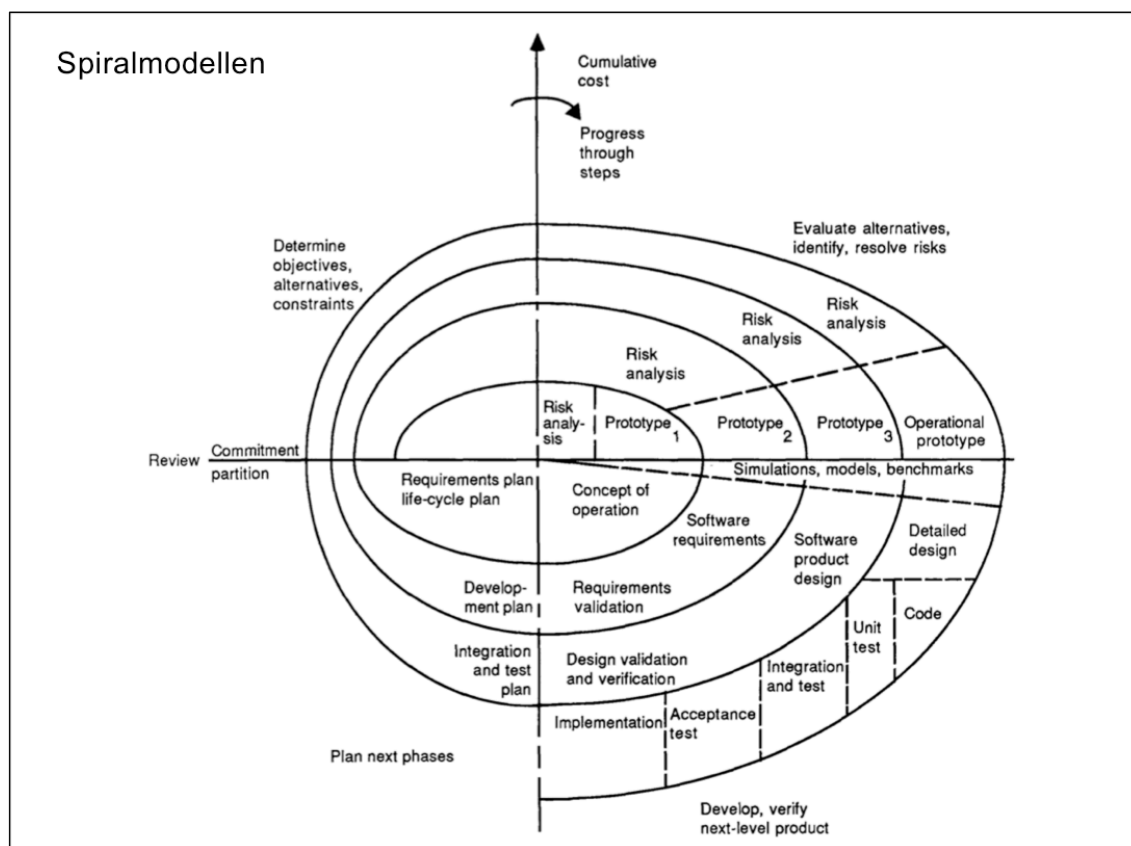 Spiralmodellen
Cumulative
cost
Progress
through
steps
Evaluate alternatives,
identify, resolve risks
Determine
objectives,
alternatives,
constraints
Risk
analysis
Risk
analysis
Risk
analysis
Risk
analy-
sis
Prototype 1
Prototype 2
Prototype 3
Operational
prototype
Review
Commitment
partition
Simulations, models, benchmarks
Requirements plan
life-cycle plan
Concept of
operation
Software
requirements
Software
product
design
Detailed
design
Develop-
ment plan
Requirements
validation
Code
Unit
test
Integration
and test
plan
Design validation
and verification
Integration
and test
Acceptance
test
Implementation
Plan next phases
Develop, verify
next-level product